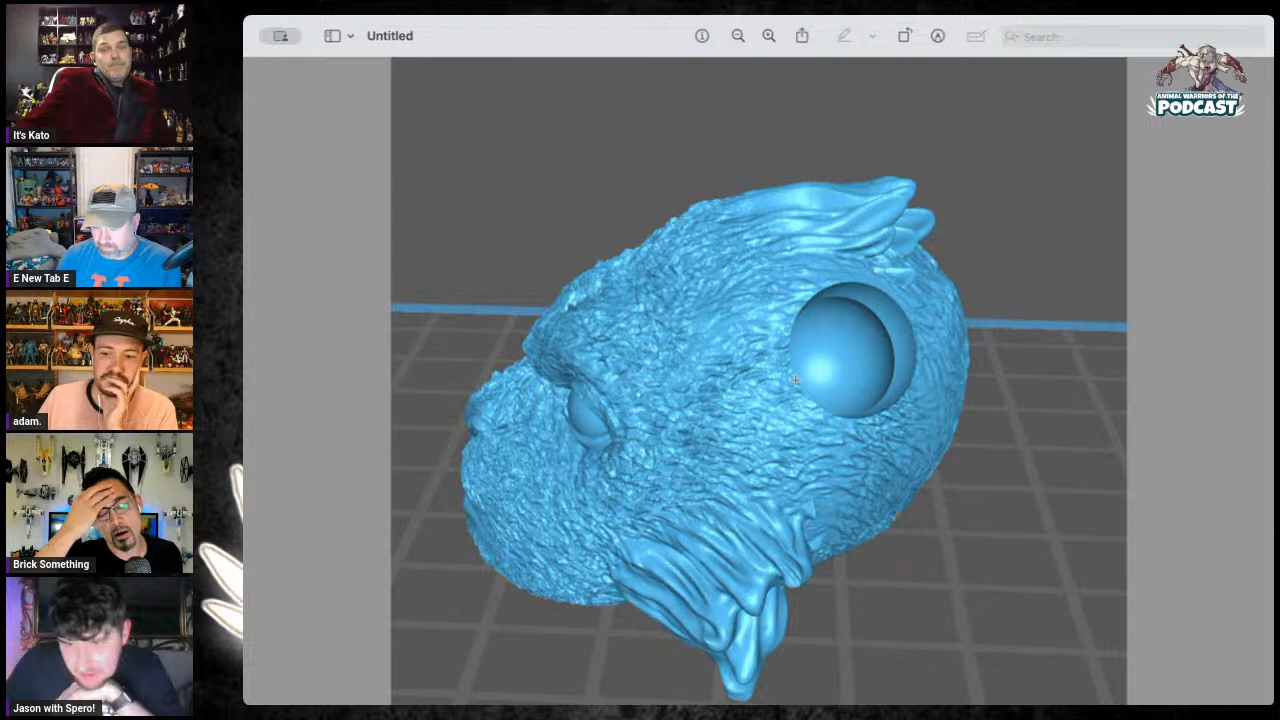 It's Kato
E New Tab E
adam.
Brick Something
Jason with Spero!
Untitled
Search
ANIMAL WARRIORS OF THE
PODCAST